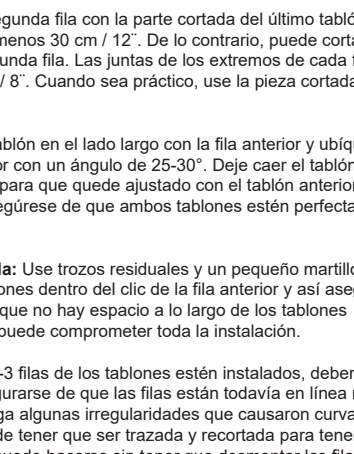 egunda fila con la parte cortada del último tabló
menos 30 cm / 12¨. De lo contrario, puede corta
unda fila. Las juntas de los extremos de cada f
/ 8¨. Cuando sea práctico, use la pieza cortada
ablón en el lado largo con la fila anterior y ubíqu
or con un ángulo de 25-30°. Deje caer el tablón
para que quede ajustado con el tablón anterior
egúrese de que ambos tablones estén perfecta
da: Use trozos residuales y un pequeño martillo
ones dentro del clic de la fila anterior y así aseg
que no hay espacio a lo largo de los tablones
puede comprometer toda la instalación.
-3 filas de los tablones estén instalados, deber
gurarse de que las filas están todavía en línea r
ga algunas irregularidades que causaron curva
de tener que ser trazada y recortada para tene
uede hacerse sin tener que desmontar las fila